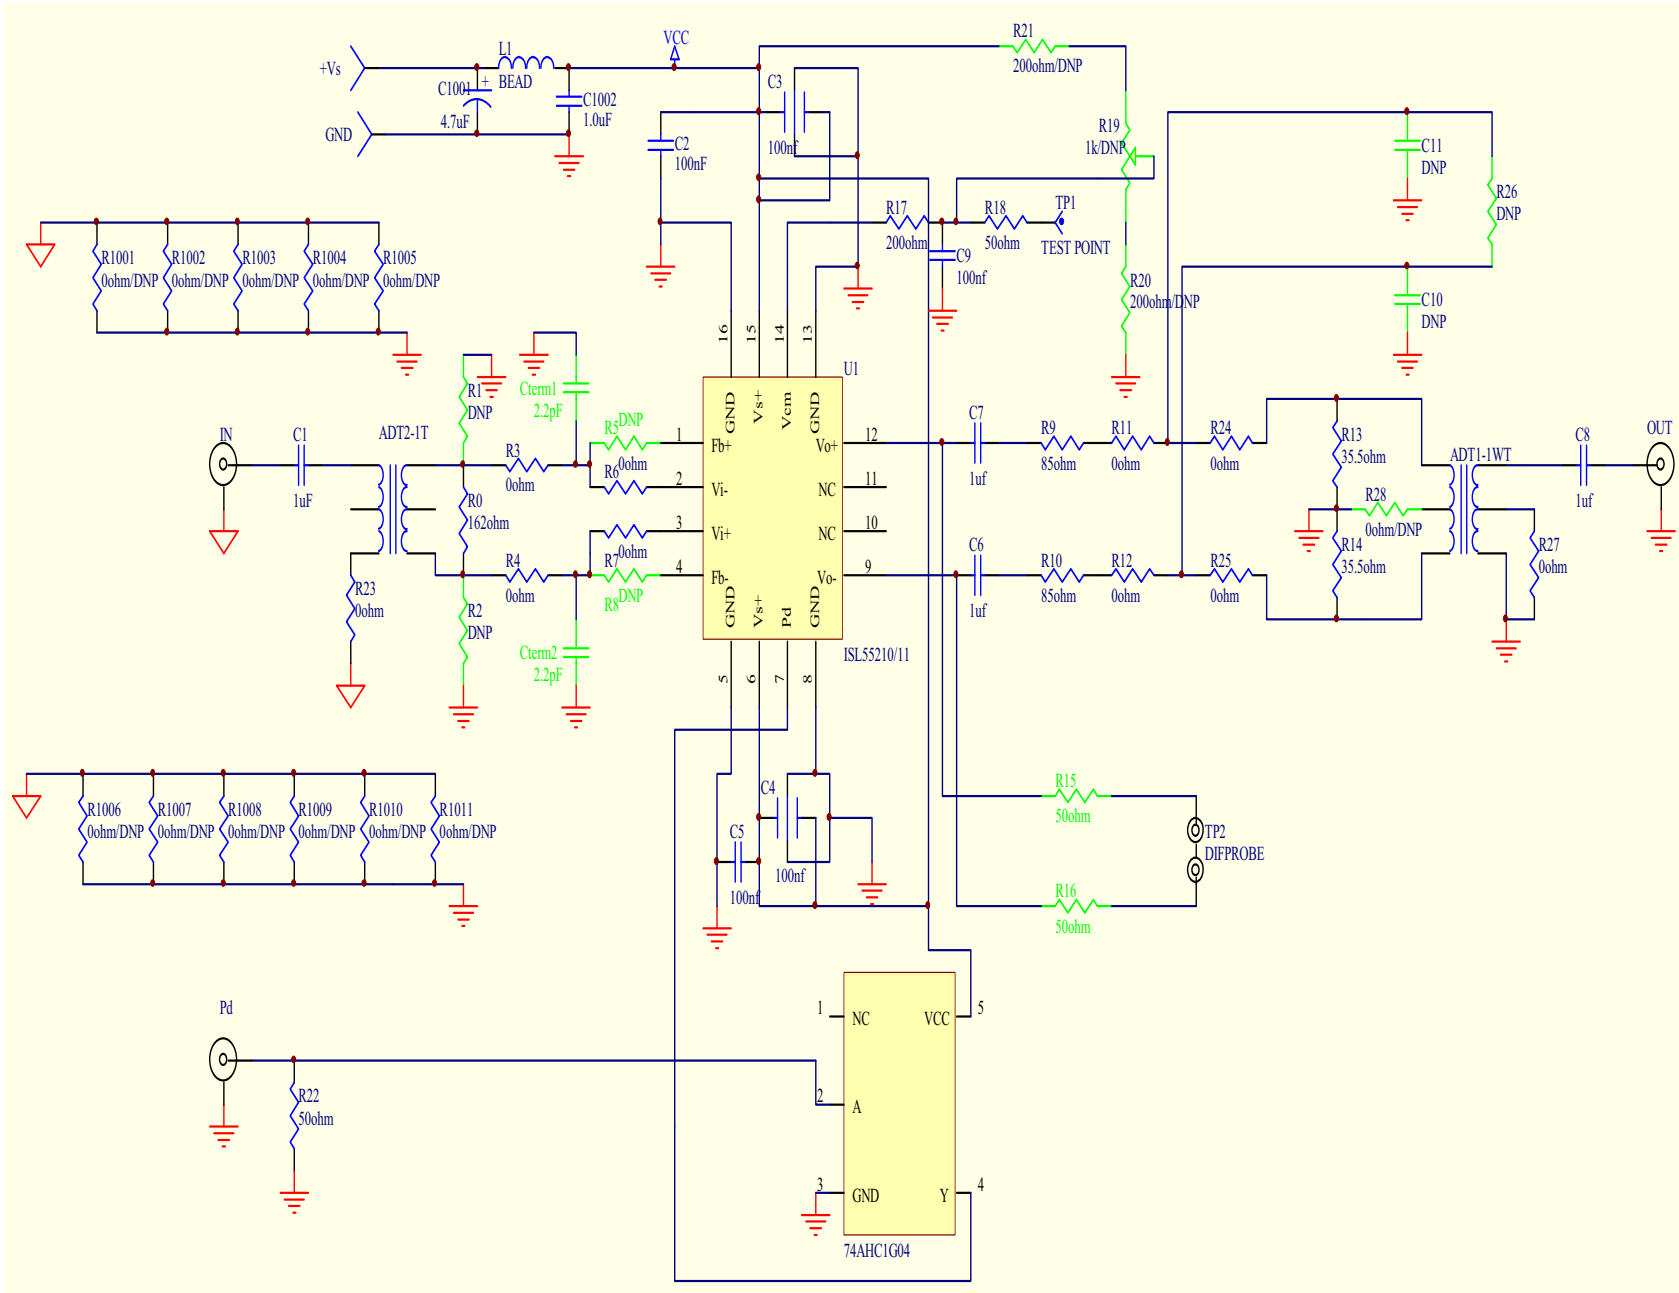 R21
200ohm/DNP
VCC
L1
BEAD
+Vs
C1001
+
4.7uF
C1002
1.0uF
GND
C3
100nf
C2
100nF
R19
1k/DNP
C11
DNP
R26
DNP
R17
200ohm
R18
50ohm
TP1
TEST POINT
C9
100nf
R20
200ohm/DNP
C10
DNP
R1001
0ohm/DNP
R1002
0ohm/DNP
R1003
0ohm/DNP
R1004
0ohm/DNP
R1005
0ohm/DNP
16
15
14
13
U1
GND
Vs+
Vcm
GND
R1
DNP
Cterm1
2.2pF
IN
C1
1uF
ADT2-1T
R3
0ohm
R5
DNP
0ohm
R6
1
Fb+
2
Vi-
3
Vi+
4
Fb-
Vo+
12
NC
11
NC
10
Vo-
9
R0
162ohm
0ohm
R7
R8
DNP
R4
0ohm
R23
0ohm
R2
DNP
Cterm2
2.2pF
GND
Vs+
Pd
GND
ISL55210/11
5
6
7
8
C7
1uf
R9
85ohm
R11
0ohm
R24
0ohm
R13
35.5ohm
R28
0ohm/DNP
ADT1-1WT
C8
1uf
OUT
C6
1uf
R10
85ohm
R12
0ohm
R25
0ohm
R14
35.5ohm
R27
0ohm
R1006
0ohm/DNP
R1007
0ohm/DNP
R1008
0ohm/DNP
R1009
0ohm/DNP
R1010
0ohm/DNP
R1011
0ohm/DNP
C4
100nf
C5
100nf
R15
50ohm
TP2
DIFPROBE
R16
50ohm
Pd
R22
50ohm
1
NC
VCC
5
2
A
3
GND
Y
4
74AHC1G04